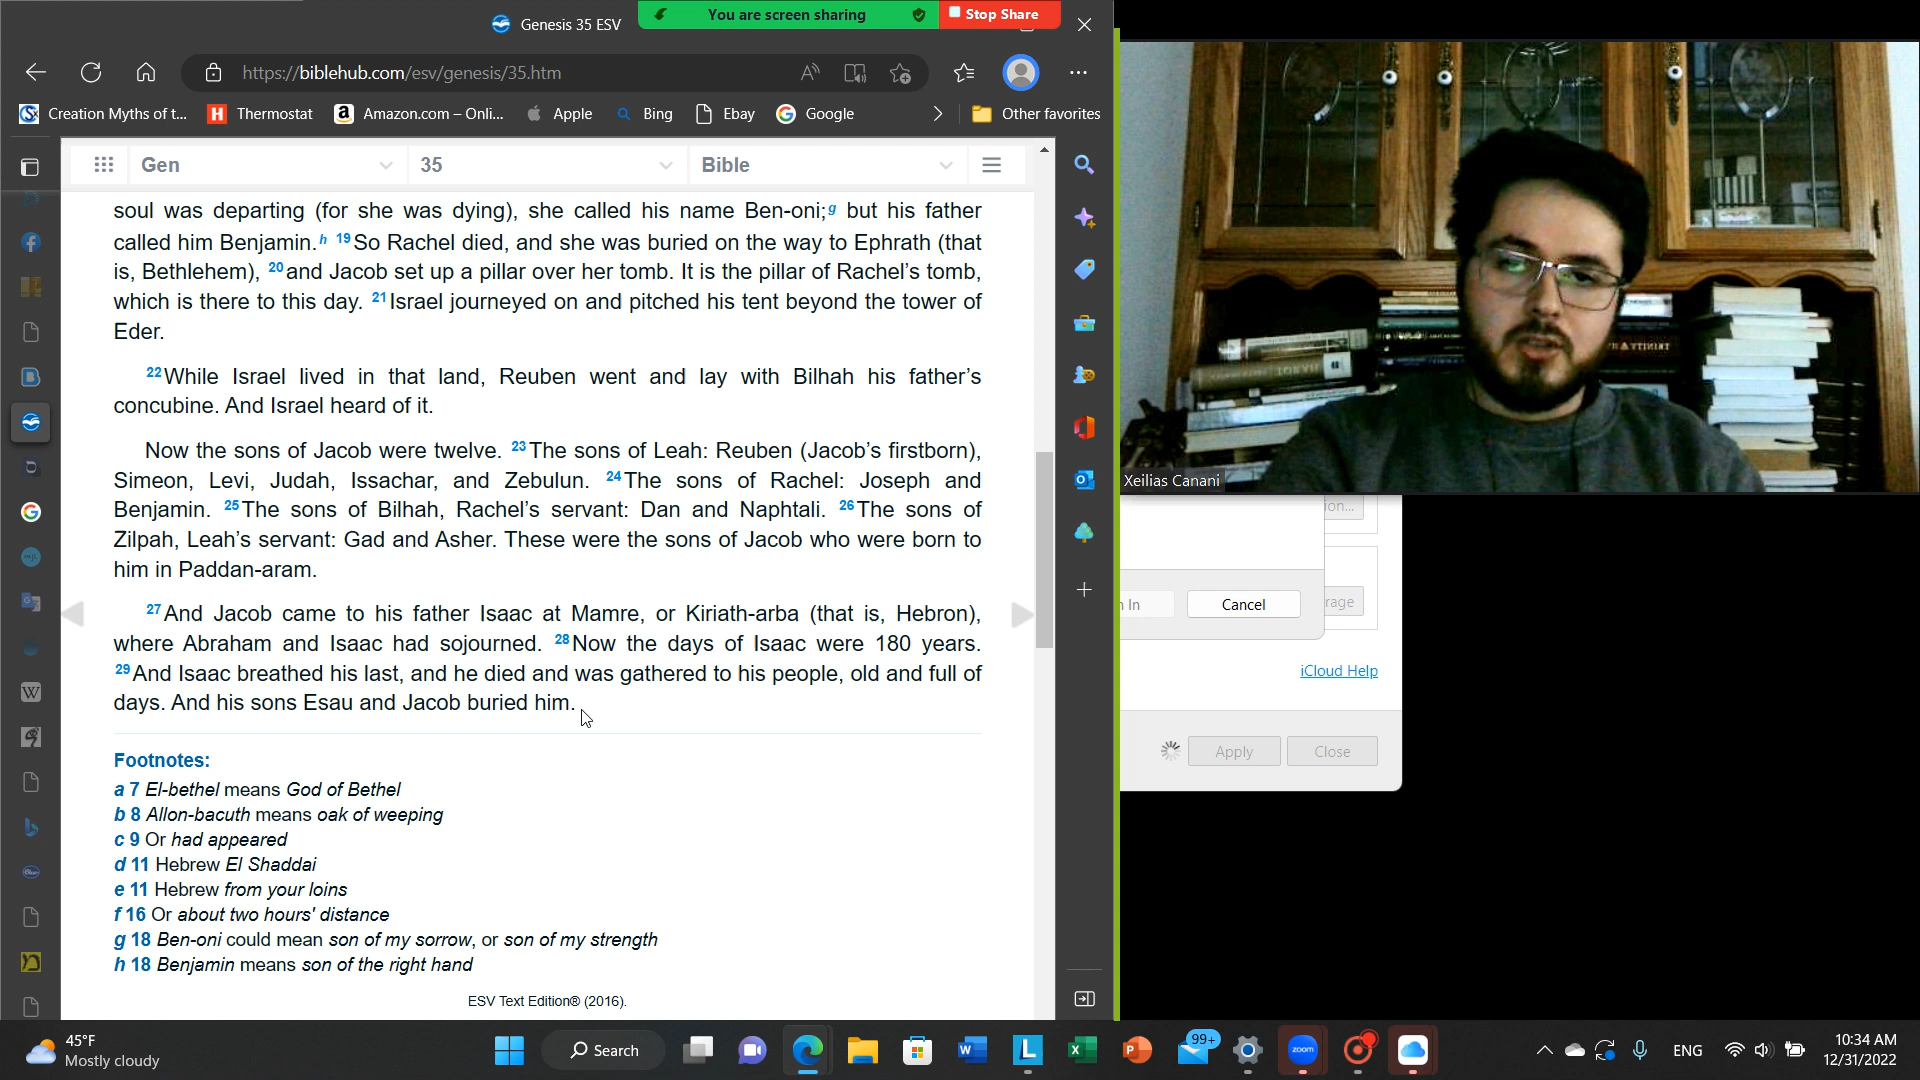 Genesis 35 ESV
You are screen sharing
Stop Share
https://biblehub.com/esv/genesis/35.htm
Creation Myths of t...
Thermostat
Amazon.com – Onli...
Apple
Bing
Ebay
Google
Other favorites
Gen
35
Bible
soul was departing (for she was dying), she called his name Ben-oni;g but his father
called him Benjamin.h 19So Rachel died, and she was buried on the way to Ephrath (that
is, Bethlehem), 20and Jacob set up a pillar over her tomb. It is the pillar of Rachel’s tomb,
which is there to this day. 21Israel journeyed on and pitched his tent beyond the tower of
Eder.
22While Israel lived in that land, Reuben went and lay with Bilhah his father’s
concubine. And Israel heard of it.
Now the sons of Jacob were twelve. 23The sons of Leah: Reuben (Jacob’s firstborn),
Simeon, Levi, Judah, Issachar, and Zebulun. 24The sons of Rachel: Joseph and
Benjamin. 25The sons of Bilhah, Rachel’s servant: Dan and Naphtali. 26The sons of
Zilpah, Leah’s servant: Gad and Asher. These were the sons of Jacob who were born to
him in Paddan-aram.
27And Jacob came to his father Isaac at Mamre, or Kiriath-arba (that is, Hebron),
where Abraham and Isaac had sojourned. 28Now the days of Isaac were 180 years.
29And Isaac breathed his last, and he died and was gathered to his people, old and full of
days. And his sons Esau and Jacob buried him.
Footnotes:
a 7 El-bethel means God of Bethel
b 8 Allon-bacuth means oak of weeping
c 9 Or had appeared
d 11 Hebrew El Shaddai
e 11 Hebrew from your loins
f 16 Or about two hours' distance
g 18 Ben-oni could mean son of my sorrow, or son of my strength
h 18 Benjamin means son of the right hand
ESV Text Edition® (2016).
Xeilias Canani
ion...
n In
Cancel
rage
iCloud Help
Apply
Close
45°F
Mostly cloudy
Search
99+
zoom
ENG
10:34 AM
12/31/2022